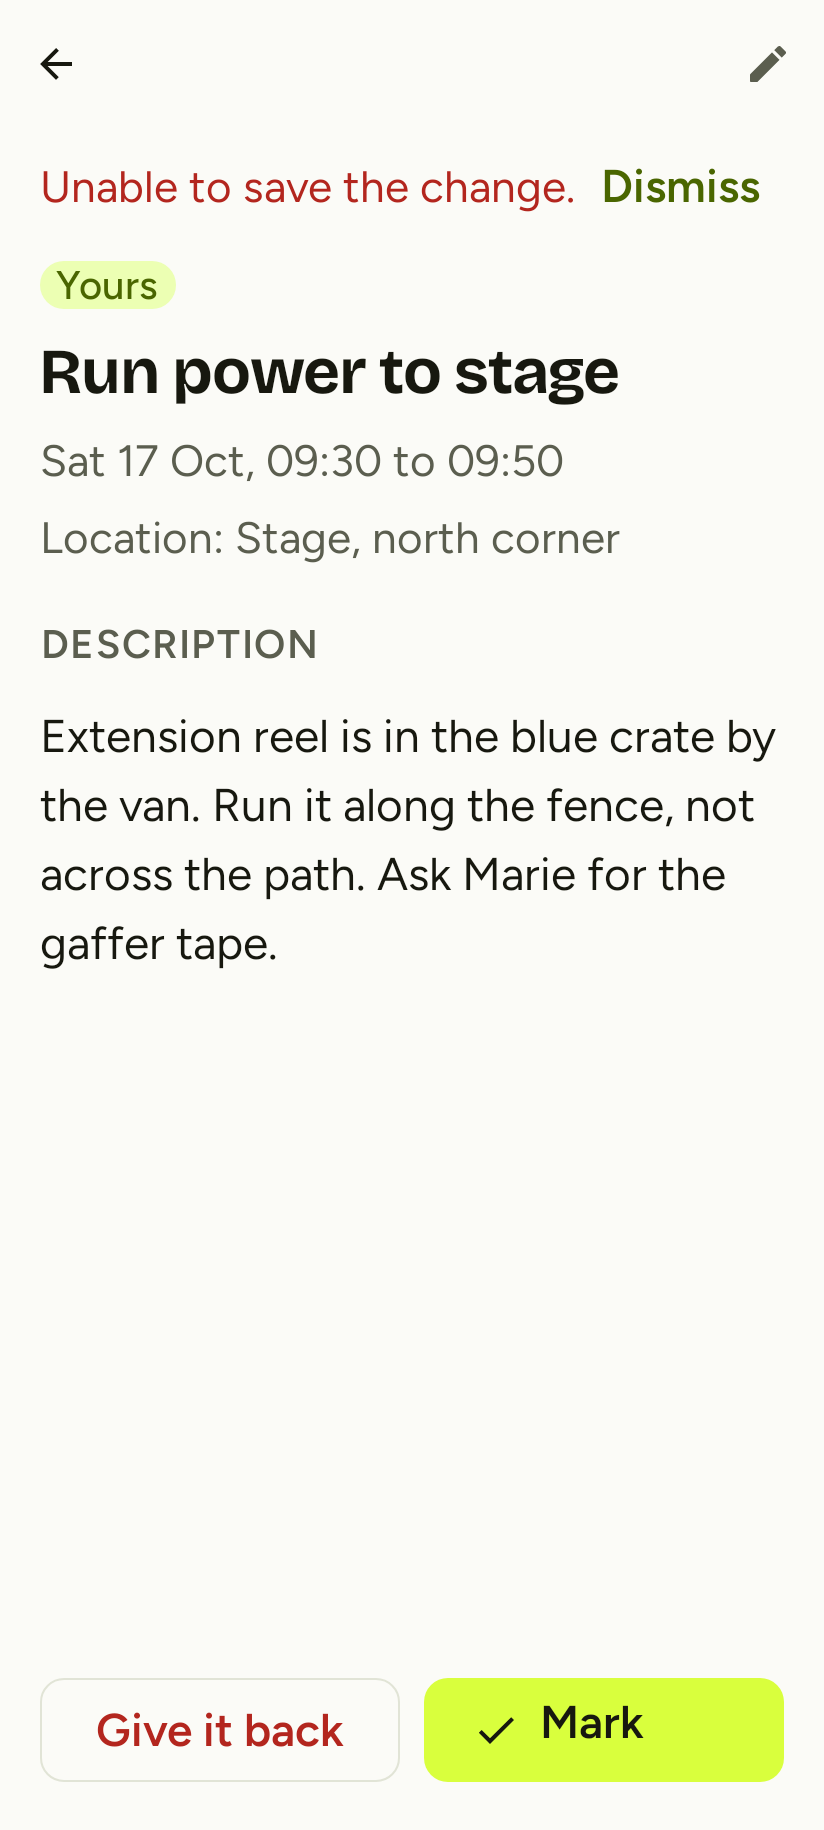 Unable to save the change. Dismiss
Yours
Run power to stage
Sat 17 Oct, 09:30 to 09:50
Location: Stage, north corner
DESCRIPTION
Extension reel is in the blue crate by
the van. Run it along the fence, not
across the path. Ask Marie for the
gaffer tape.
Give it back
Mark